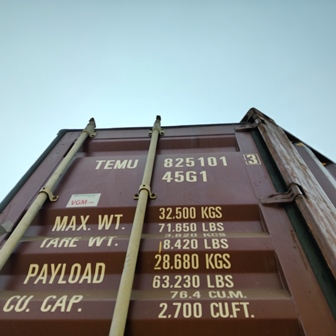 TEMU 825101 3
45G1
VGM
MAX. WT. 32.500 KGS
71.650 LBS
TARE WT. 3.820 KGS
8.420 LBS
PAYLOAD 28.680 KGS
63.230 LBS
CU. CAP. 76.4 CU.M.
2.700 CU.FT.